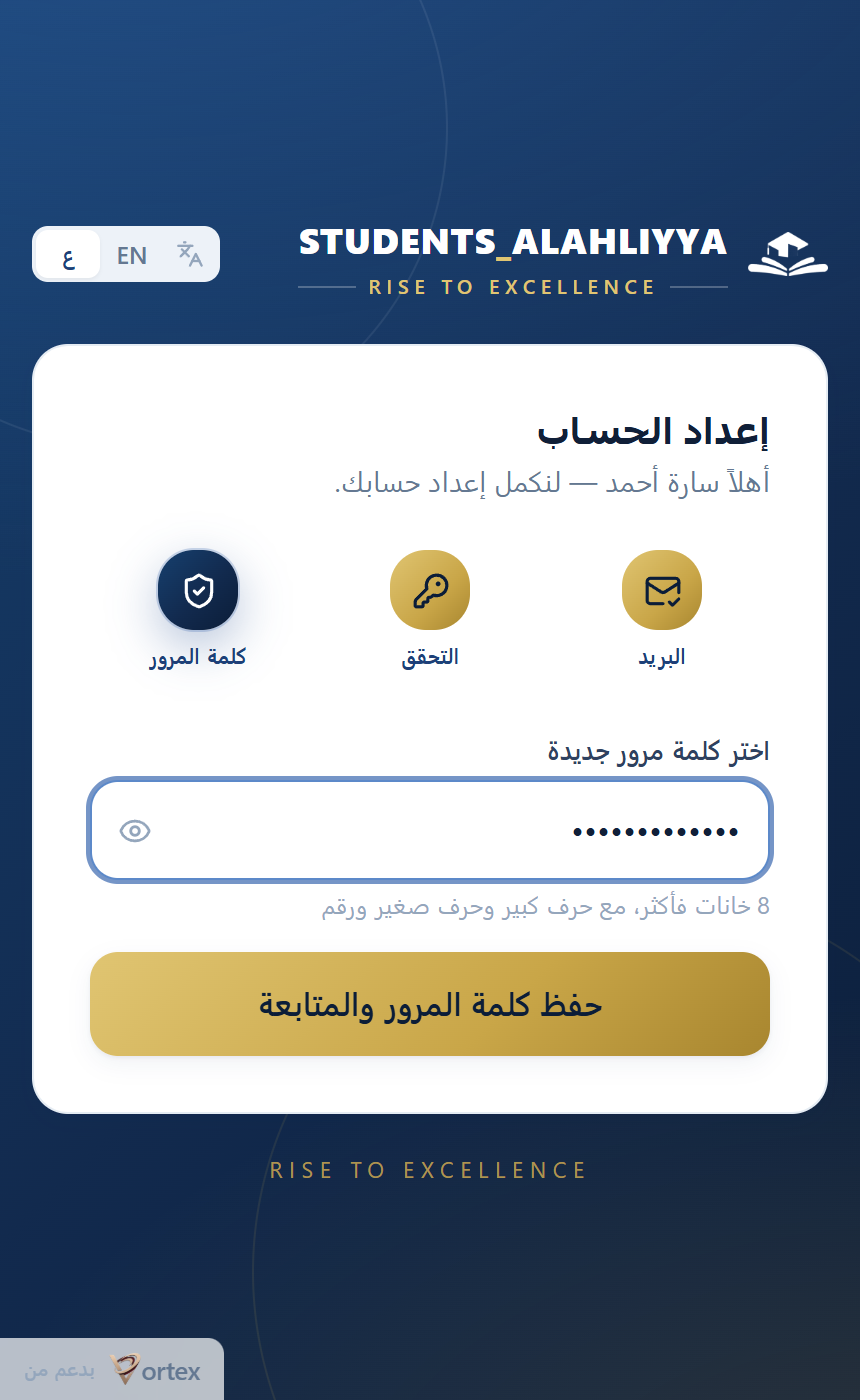 STUDENTS_ALAHLIYYA
EN ع
RISE TO EXCELLENCE
إعداد الحساب
أهلاً سارة أحمد — لنكمل إعداد حسابك.
البريد التحقق كلمة المرور
اختر كلمة مرور جديدة
•••••••••••••
8 خانات فأكثر، مع حرف كبير وحرف صغير ورقم
حفظ كلمة المرور والمتابعة
RISE TO EXCELLENCE
بدعم من Vortex